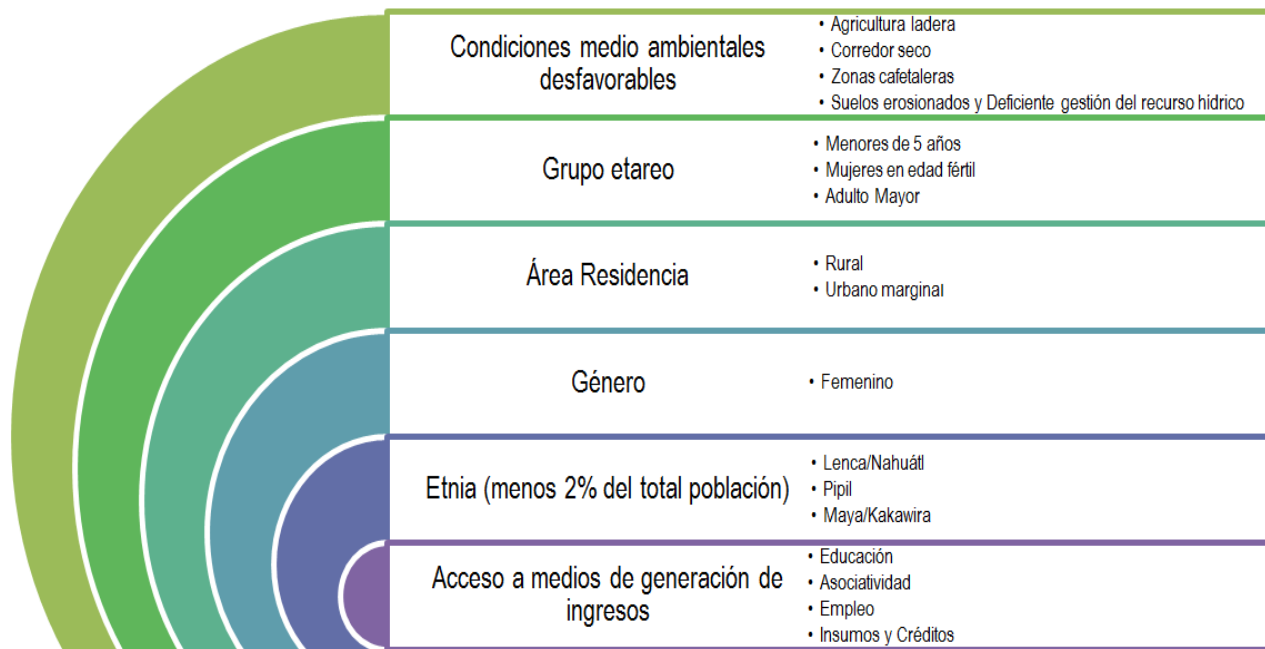 Condiciones medio ambientales
desfavorables
• Agricultura ladera
• Corredor seco
• Zonas cafetaleras
• Suelos erosionados y Deficiente gestión del recurso hídrico
Grupo etareo
• Menores de 5 años
• Mujeres en edad fértil
• Adulto Mayor
Área Residencia
• Rural
• Urbano marginal
Género
• Femenino
Etnia (menos 2% del total población)
• Lenca/Nahuátl
• Pipil
• Maya/Kakawira
Acceso a medios de generación de
ingresos
• Educación
• Asociatividad
• Empleo
• Insumos y Créditos